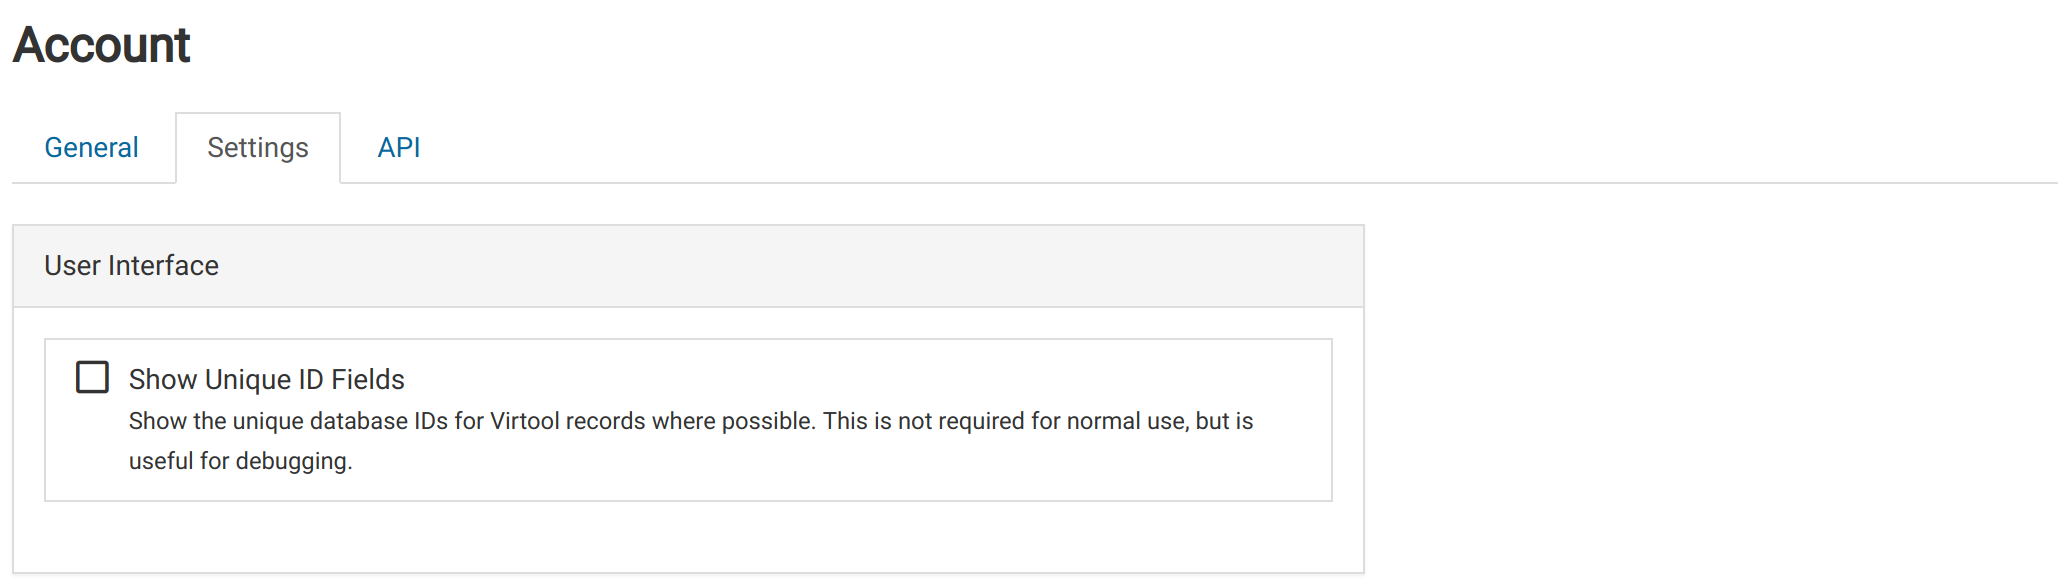 Account
General Settings API
User Interface
Show Unique ID Fields
Show the unique database IDs for Virtool records where possible. This is not required for normal use, but is
useful for debugging.